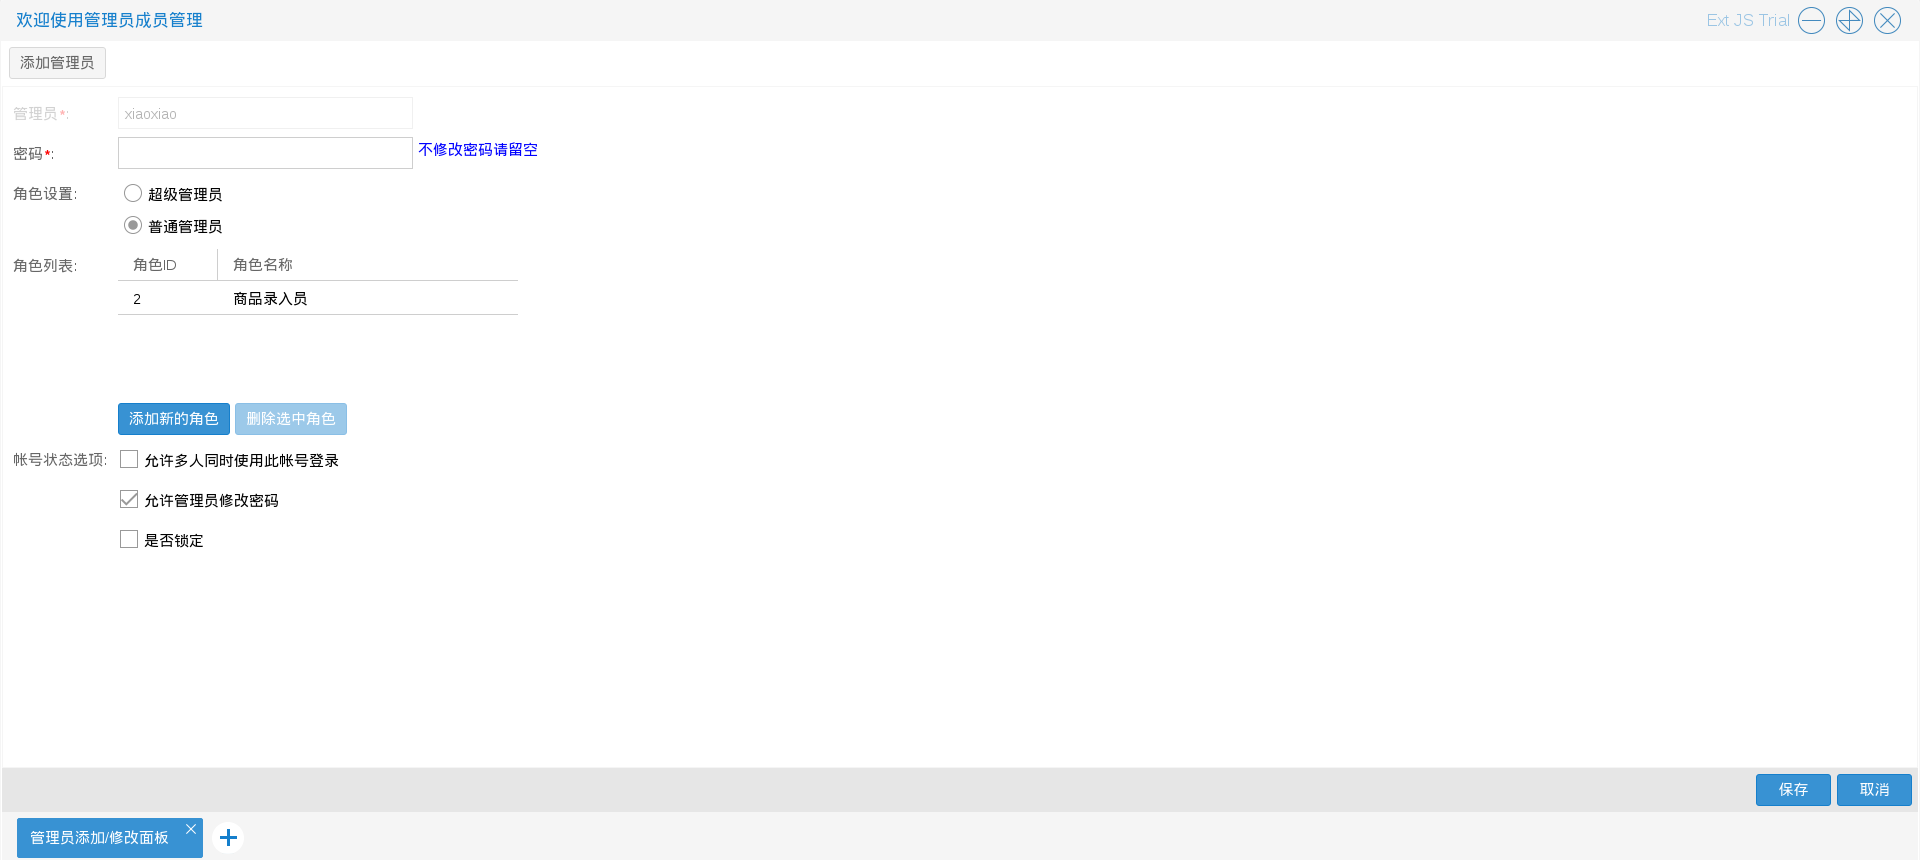 欢迎使用管理员成员管理
Ext JS Trial
添加管理员
管理员*:
xiaoxiao
密码*:
不修改密码请留空
角色设置:
超级管理员
普通管理员
角色列表:
角色ID 角色名称
2 商品录入员
添加新的角色 删除选中角色
帐号状态选项:
允许多人同时使用此帐号登录
允许管理员修改密码
是否锁定
保存 取消
管理员添加/修改面板